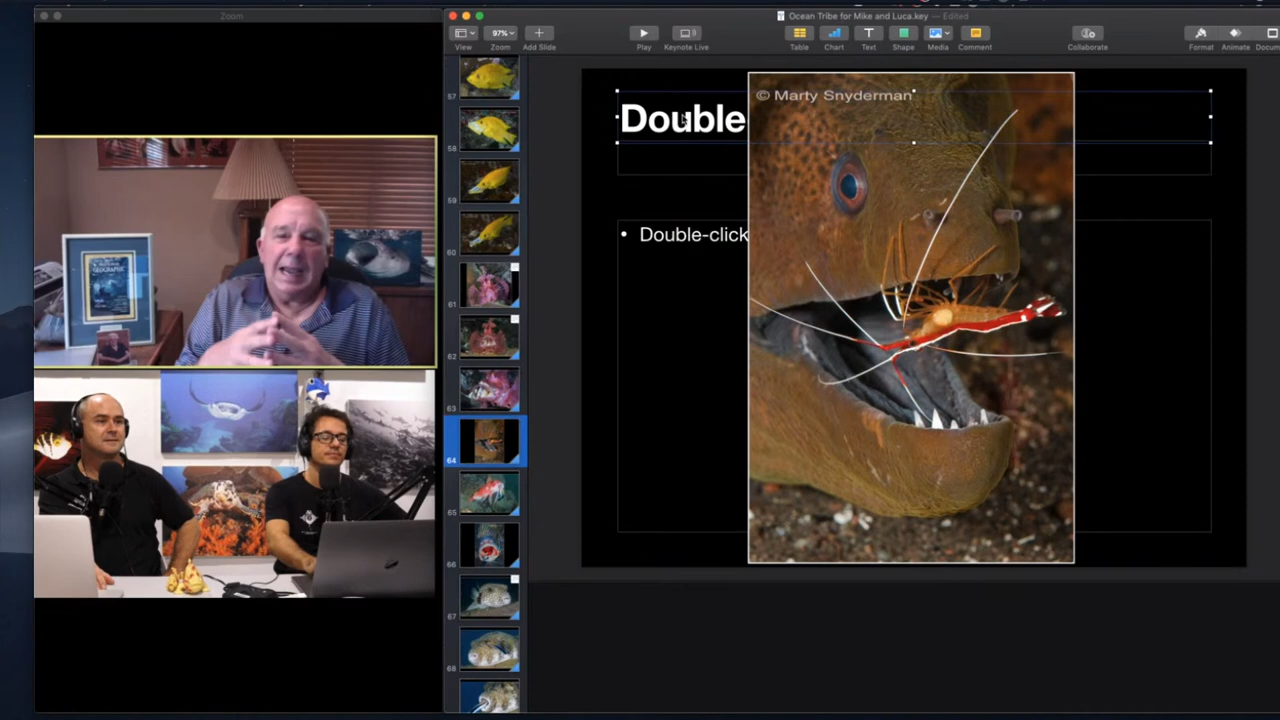 Zoom
Ocean Tribe for Mike and Luca.key — Edited
97%
View
Zoom
Add Slide
Play
Keynote Live
Table
Chart
Text
Shape
Media
Comment
Collaborate
Format
Animate
Docum
57
58
59
60
61
62
63
64
65
66
67
68
© Marty Snyderman
Double
• Double-click
GEOGRAPHIC